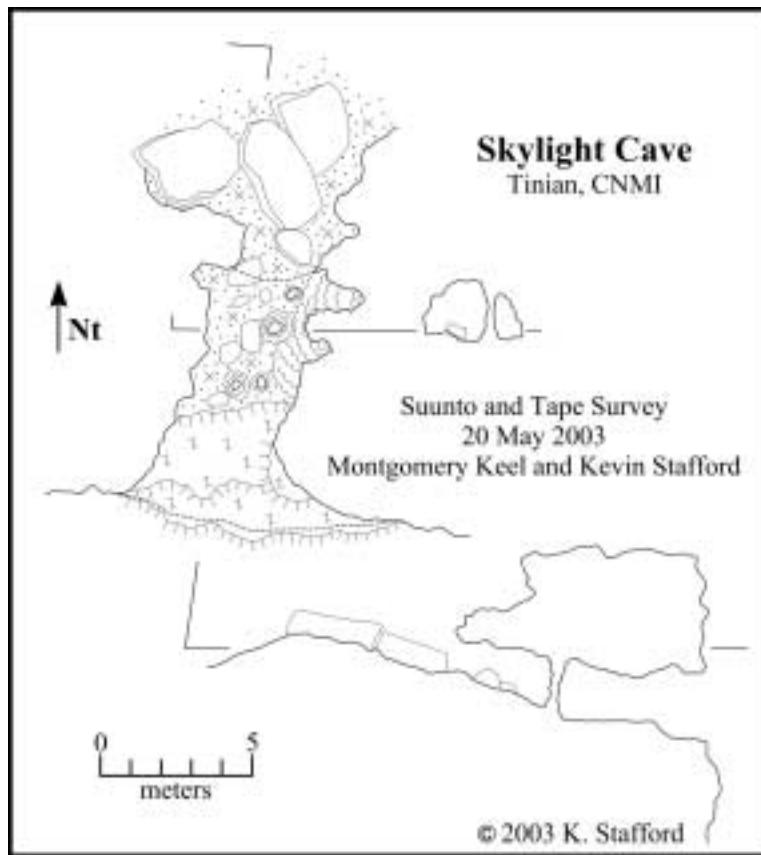 Skylight Cave
Tinian, CNMI
Nt
Suunto and Tape Survey
20 May 2003
Montgomery Keel and Kevin Stafford
0 5
meters
© 2003 K. Stafford